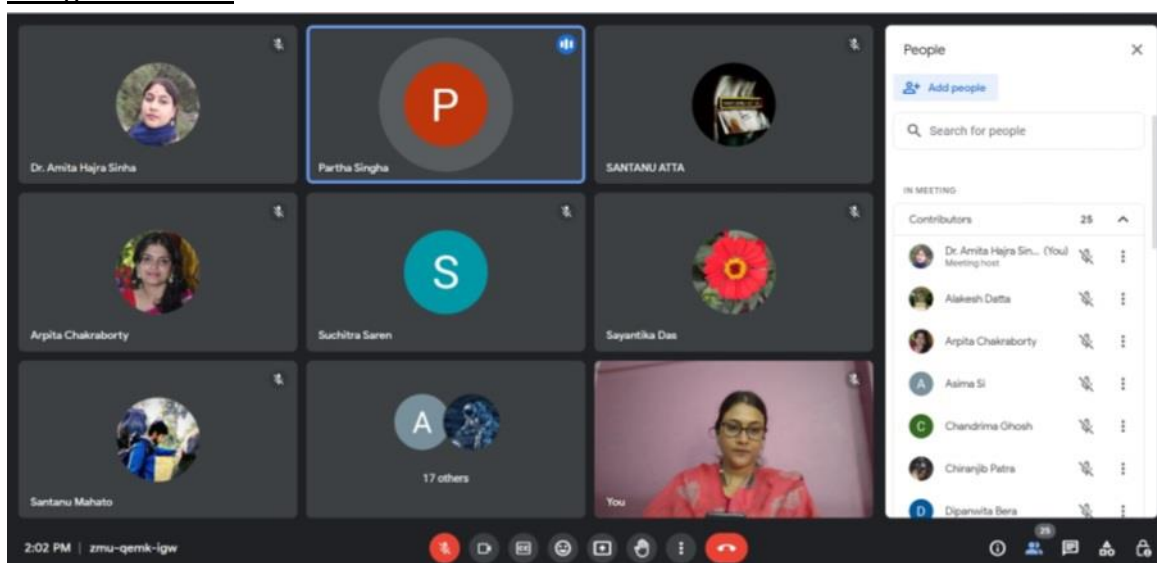 P
Dr. Amita Hajra Sinha
Partha Singha
SANTANU ATTA
S
Arpita Chakraborty
Suchitra Saren
Sayantika Das
A
Santanu Mahato
17 others
You
2:02 PM | zmu-qemk-igw
People
Add people
Search for people
IN MEETING
Contributors 25
Dr. Amita Hajra Sin... (You)
Meeting host
Alakesh Datta
Arpita Chakraborty
A Asima Si
C Chandrima Ghosh
Chiranjib Patra
D Dipanwita Bera
25